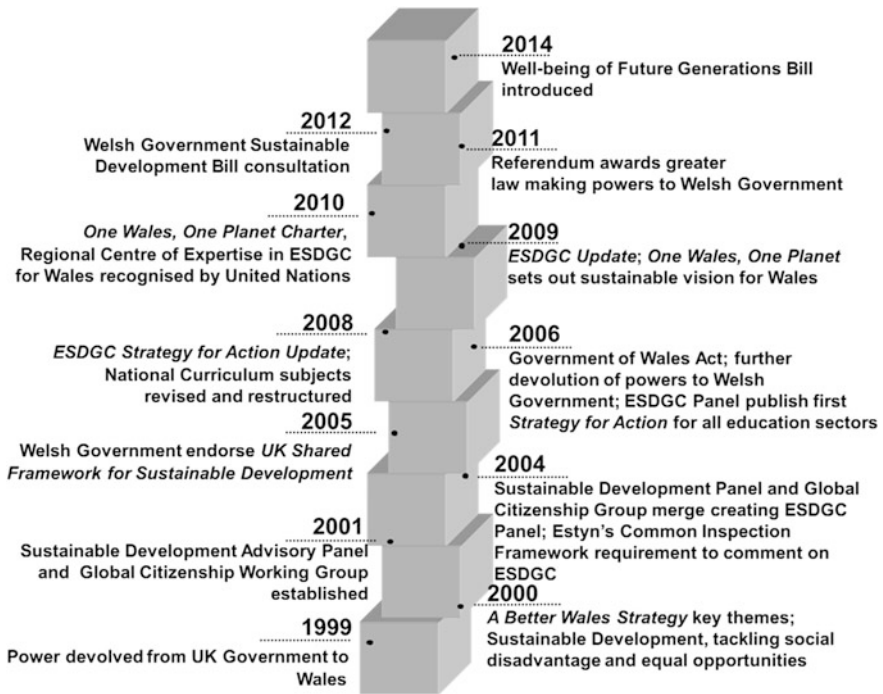 2014
Well-being of Future Generations Bill
introduced
2012
Welsh Government Sustainable
Development Bill consultation
2011
Referendum awards greater
law making powers to Welsh Government
2010
One Wales, One Planet Charter,
Regional Centre of Expertise in ESDGC
for Wales recognised by United Nations
2009
ESDGC Update; One Wales, One Planet
sets out sustainable vision for Wales
2008
ESDGC Strategy for Action Update;
National Curriculum subjects
revised and restructured
2006
Government of Wales Act; further
devolution of powers to Welsh
Government; ESDGC Panel publish first
Strategy for Action for all education sectors
2005
Welsh Government endorse UK Shared
Framework for Sustainable Development
2004
Sustainable Development Panel and Global
Citizenship Group merge creating ESDGC
Panel; Estyn's Common Inspection
Framework requirement to comment on
ESDGC
2001
Sustainable Development Advisory Panel
and Global Citizenship Working Group
established
2000
A Better Wales Strategy key themes;
Sustainable Development, tackling social
disadvantage and equal opportunities
1999
Power devolved from UK Government to
Wales